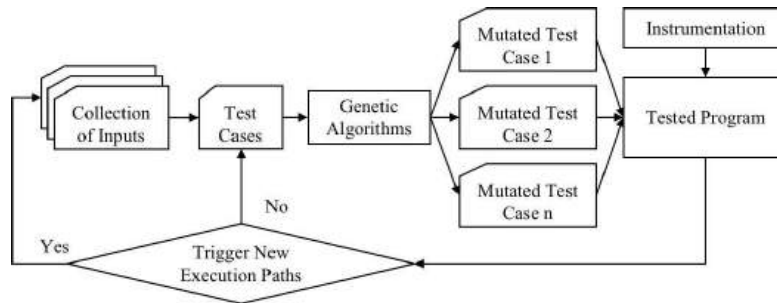 Collection
of Inputs
Test
Cases
Genetic
Algorithms
Mutated Test
Case 1
Mutated Test
Case 2
Mutated Test
Case n
Instrumentation
Tested Program
Trigger New
Execution Paths
Yes
No